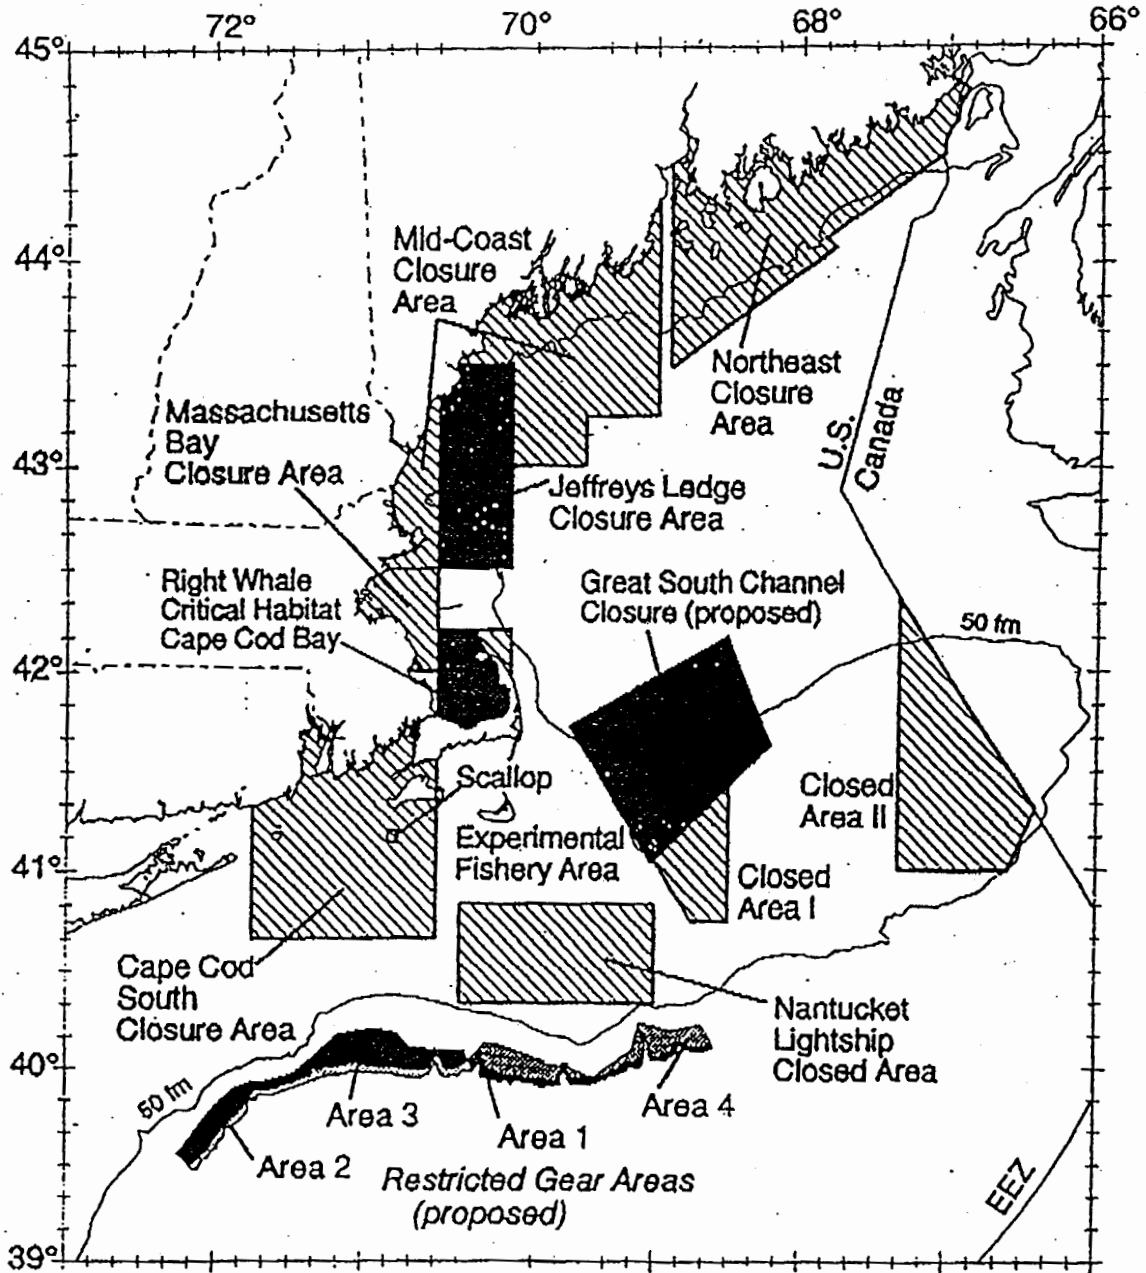 72° 70° 68° 66°
45°
44°
43°
42°
41°
40°
39°
Mid-Coast
Closure
Area
Northeast
Closure
Area
U.S.
Canada
Massachusetts
Bay
Closure Area
Jeffreys Ledge
Closure Area
Right Whale
Critical Habitat
Cape Cod Bay
Great South Channel
Closure (proposed)
50 fm
Scallop
Experimental
Fishery Area
Closed
Area II
Closed
Area I
Cape Cod
South
Closure Area
Nantucket
Lightship
Closed Area
50 fm
Area 3
Area 4
Area 1
Area 2
Restricted Gear Areas
(proposed)
EEZ